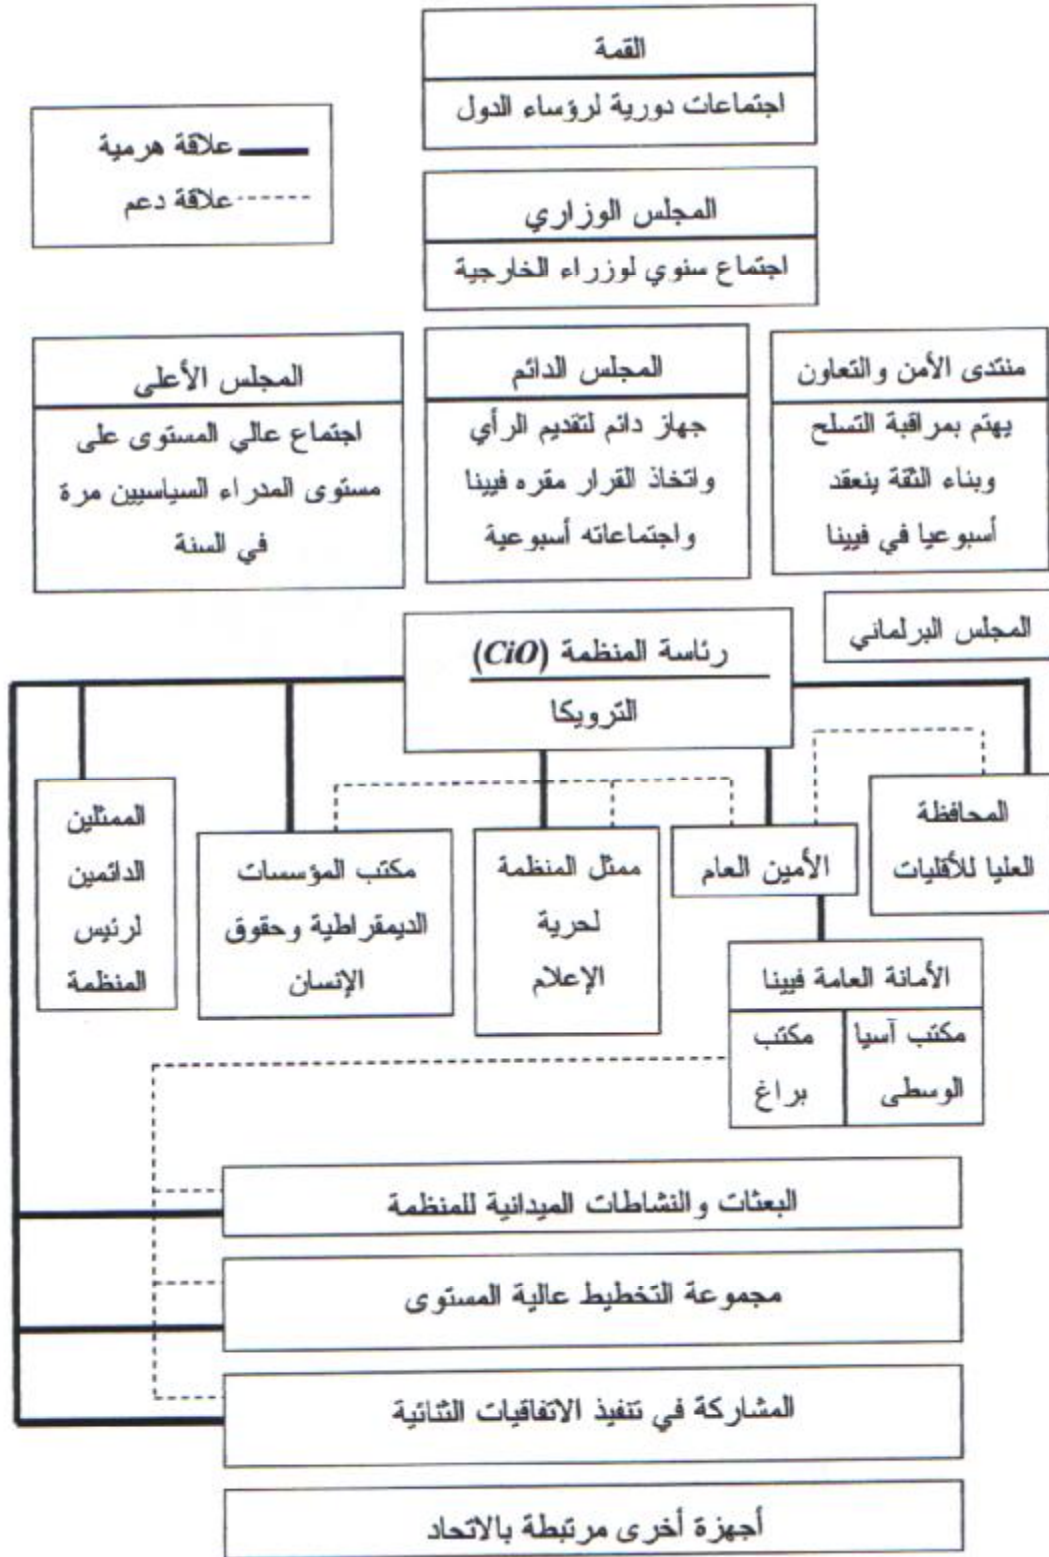 القمة
اجتماعات دورية لرؤساء الدول
علاقة هرمية
علاقة دعم
المجلس الوزاري
اجتماع سنوي لوزراء الخارجية
منتدى الأمن والتعاون
يهتم بمراقبة التسلح
وبناء الثقة ينعقد
أسبوعيا في فيينا
المجلس الدائم
جهاز دائم لتقديم الرأي
واتخاذ القرار مقره فيينا
واجتماعاته أسبوعية
المجلس الأعلى
اجتماع عالي المستوى على
مستوى المدراء السياسيين مرة
في السنة
المجلس البرلماني
رئاسة المنظمة (CiO)
الترويكا
المحافظة
العليا للأقليات
الأمين العام
ممثل المنظمة
لحرية
الإعلام
مكتب المؤسسات
الديمقراطية وحقوق
الإنسان
الممثلين
الدائمين
لرئيس
المنظمة
الأمانة العامة فيينا
مكتب آسيا
الوسطى
مكتب
براغ
البعثات والنشاطات الميدانية للمنظمة
مجموعة التخطيط عالية المستوى
المشاركة في تنفيذ الاتفاقيات الثنائية
أجهزة أخرى مرتبطة بالاتحاد